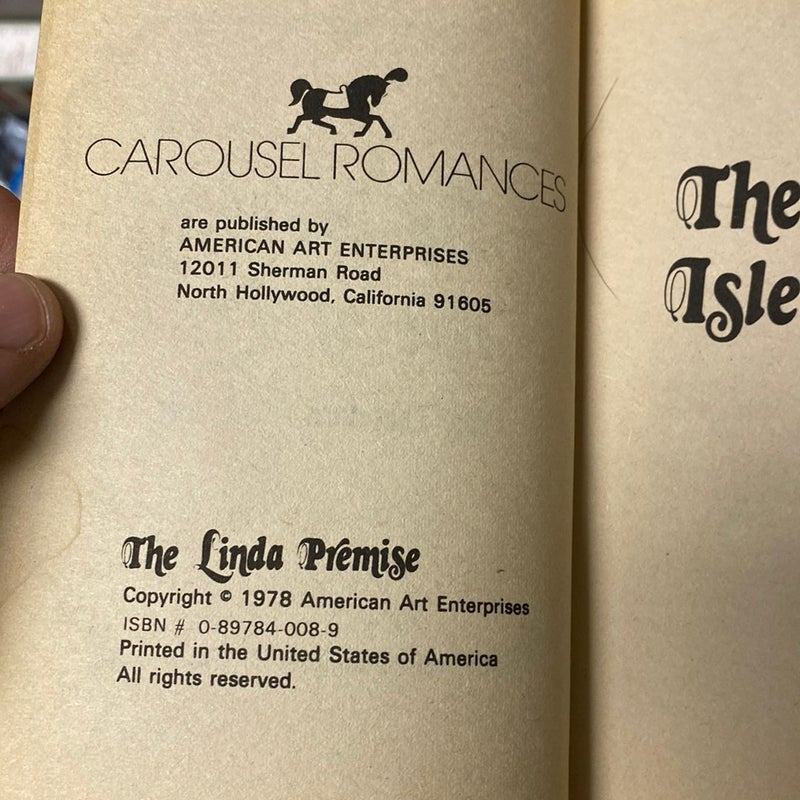 CAROUSEL ROMANCES
are published by
AMERICAN ART ENTERPRISES
12011 Sherman Road
North Hollywood, California 91605
The Linda Premise
Copyright © 1978 American Art Enterprises
ISBN # 0-89784-008-9
Printed in the United States of America
All rights reserved.
The
Isle